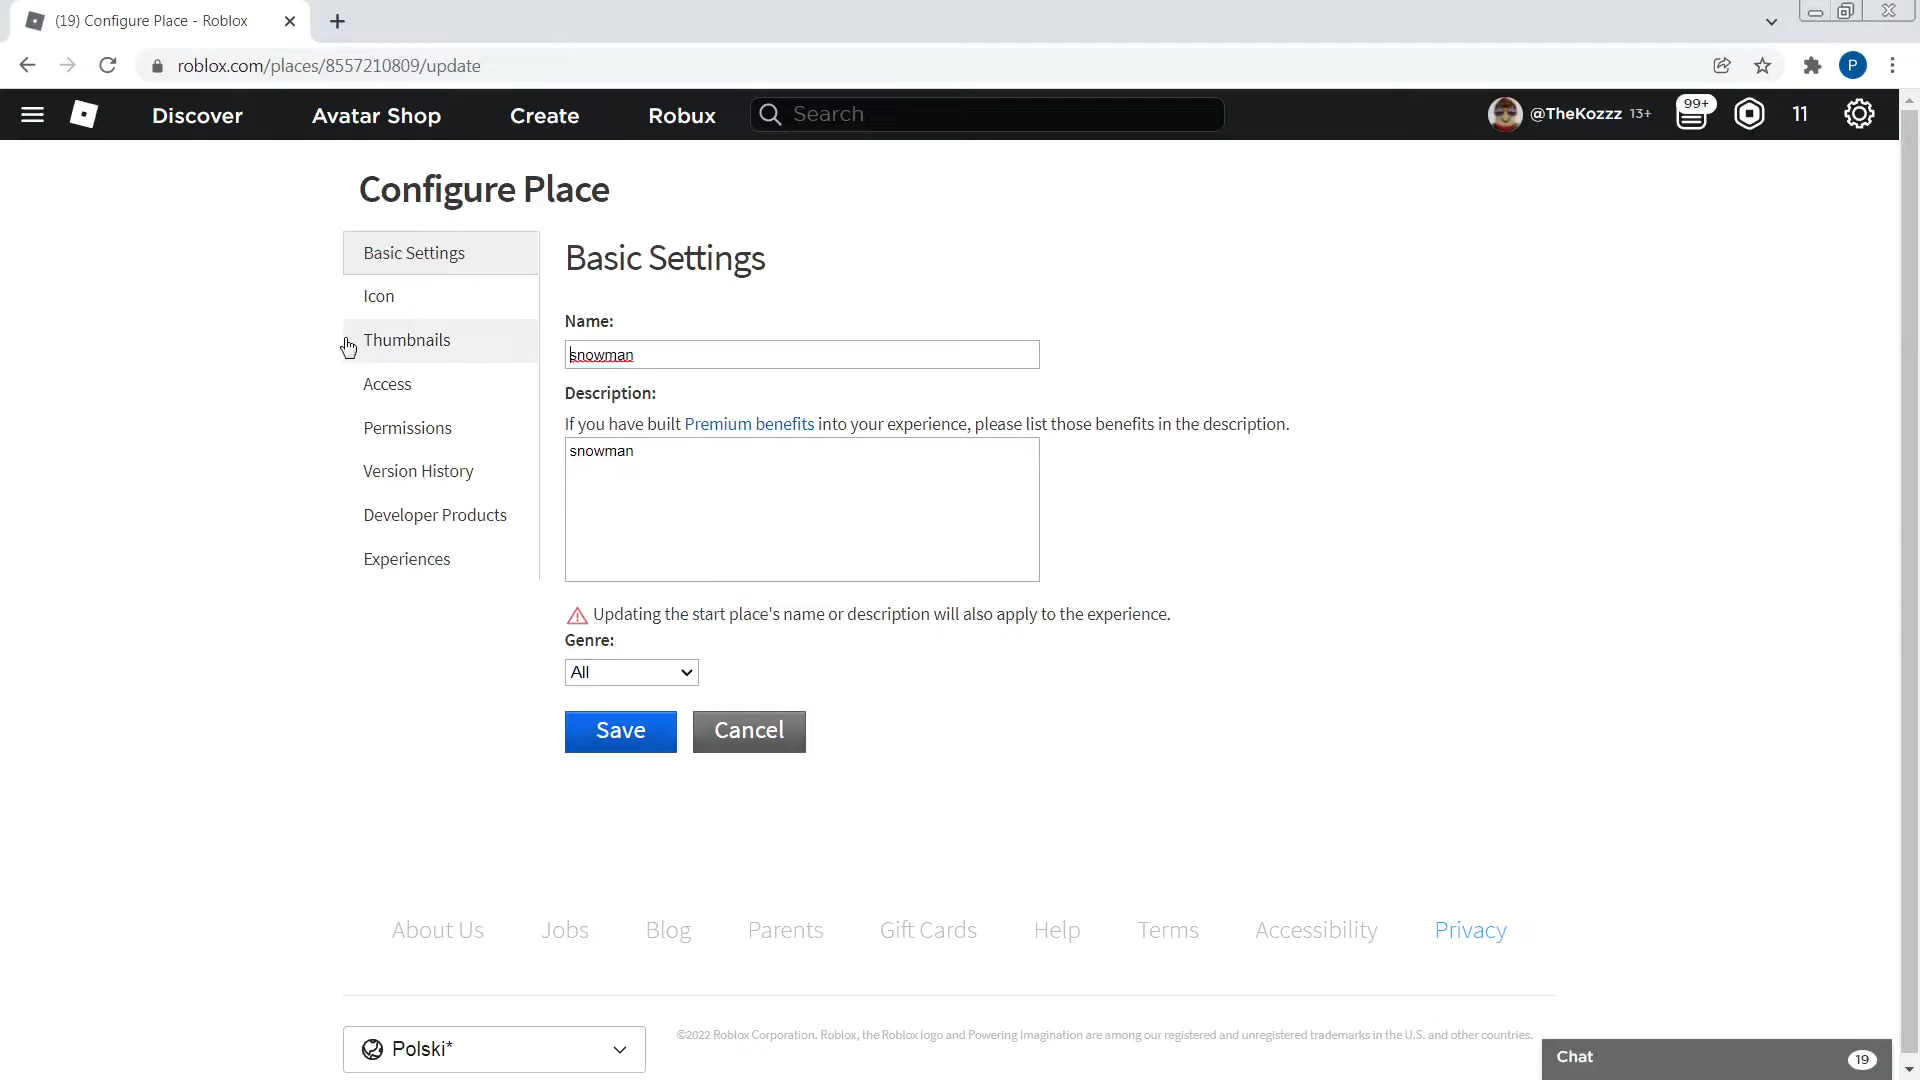 (19) Configure Place - Roblox
roblox.com/places/8557210809/update
P
Discover
Avatar Shop
Create
Robux
Search
@TheKozzz 13+
99+
11
Configure Place
Basic Settings
Icon
Thumbnails
Access
Permissions
Version History
Developer Products
Experiences
Basic Settings
Name:
snowman
Description:
If you have built Premium benefits into your experience, please list those benefits in the description.
snowman
Updating the start place's name or description will also apply to the experience.
Genre:
All
Save
Cancel
About Us
Jobs
Blog
Parents
Gift Cards
Help
Terms
Accessibility
Privacy
Polski*
©2022 Roblox Corporation. Roblox, the Roblox logo and Powering Imagination are among our registered and unregistered trademarks in the U.S. and other countries.
Chat
19